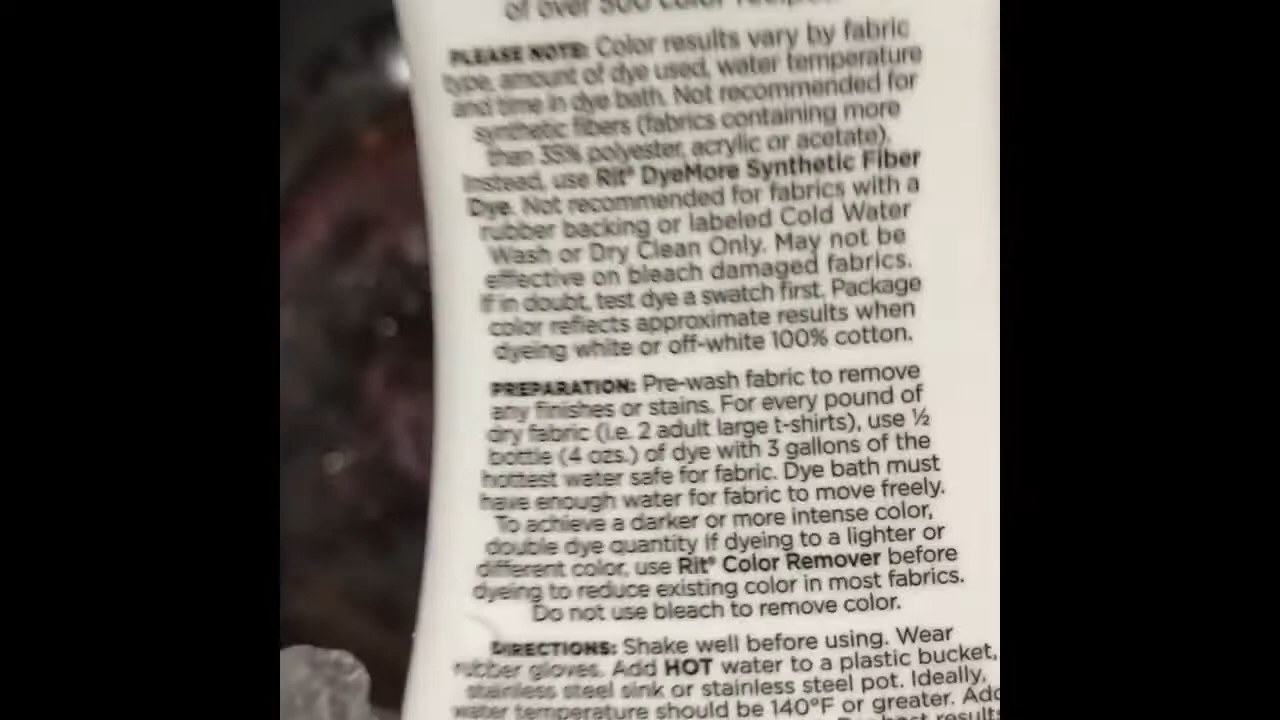 of over 500 color
PLEASE NOTE: Color results vary by fabric
type, amount of dye used, water temperature
and time in dye bath. Not recommended for
synthetic fibers (fabrics containing more
than 35% polyester, acrylic or acetate).
Instead, use Rit® DyeMore Synthetic Fiber
Dye. Not recommended for fabrics with a
rubber backing or labeled Cold Water
Wash or Dry Clean Only. May not be
effective on bleach damaged fabrics.
If in doubt, test dye a swatch first. Package
color reflects approximate results when
dyeing white or off-white 100% cotton.
PREPARATION: Pre-wash fabric to remove
any finishes or stains. For every pound of
dry fabric (i.e. 2 adult large t-shirts), use ½
bottle (4 ozs.) of dye with 3 gallons of the
hottest water safe for fabric. Dye bath must
have enough water for fabric to move freely.
To achieve a darker or more intense color,
double dye quantity if dyeing to a lighter or
different color, use Rit® Color Remover before
dyeing to reduce existing color in most fabrics.
Do not use bleach to remove color.
DIRECTIONS: Shake well before using. Wear
rubber gloves. Add HOT water to a plastic bucket,
stainless steel sink or stainless steel pot. Ideally,
water temperature should be 140°F or greater. Add
best results